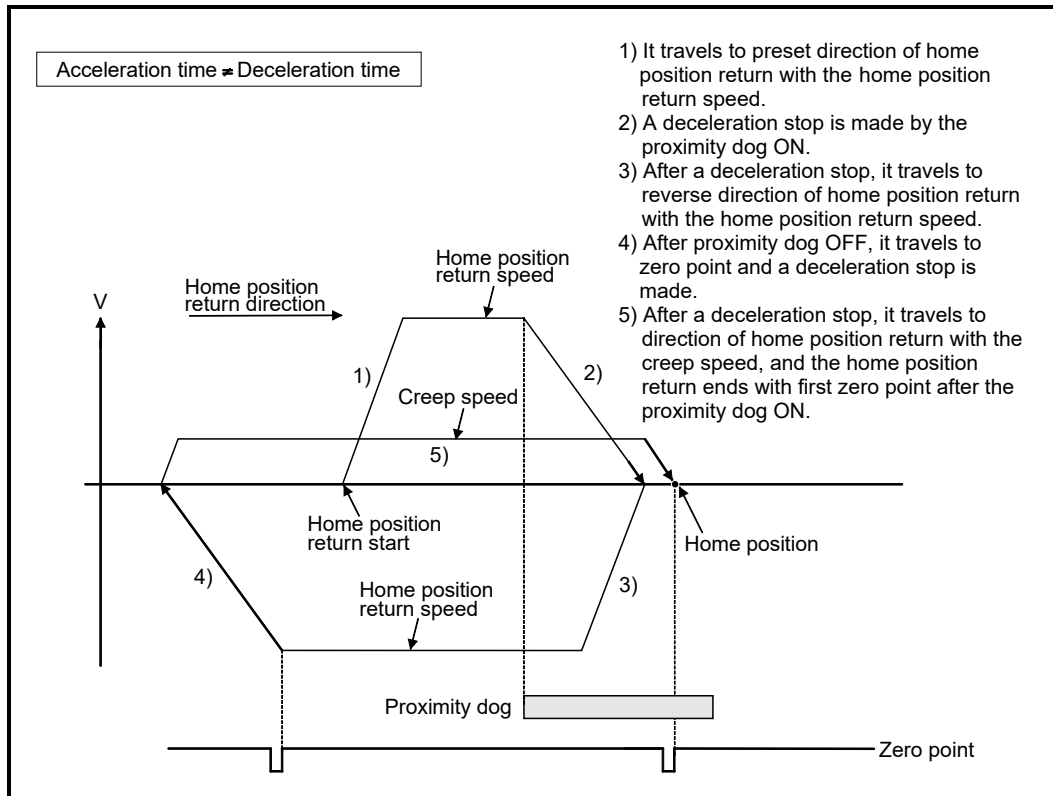 Acceleration time ≠ Deceleration time
1) It travels to preset direction of home
position return with the home position
return speed.
2) A deceleration stop is made by the
proximity dog ON.
3) After a deceleration stop, it travels to
reverse direction of home position return
with the home position return speed.
4) After proximity dog OFF, it travels to
zero point and a deceleration stop is
made.
5) After a deceleration stop, it travels to
direction of home position return with the
creep speed, and the home position
return ends with first zero point after the
proximity dog ON.
V
Home position
return direction
Home position
return speed
1)
2)
Creep speed
5)
Home position
return start
Home position
4)
Home position
return speed
3)
Proximity dog
Zero point